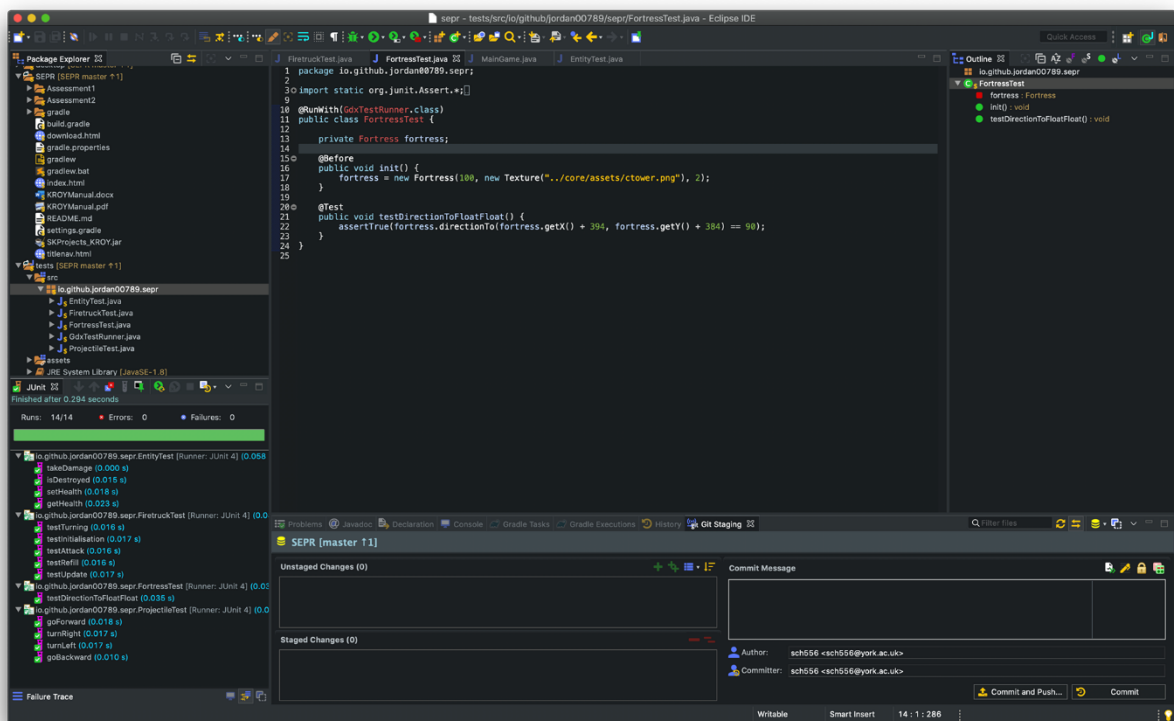 sepr - tests/src/io/github/jordan00789/sepr/FortressTest.java - Eclipse IDE
Quick Access
Package Explorer
SEPR [SEPR master ↑1]
Assessment1
Assessment2
gradle
build.gradle
download.html
gradle.properties
gradlew
gradlew.bat
index.html
KROYManual.docx
KROYManual.pdf
README.md
settings.gradle
SKProjects_KROY.jar
titlenav.html
tests [SEPR master ↑1]
src
io.github.jordan00789.sepr
EntityTest.java
FiretruckTest.java
FortressTest.java
GdxTestRunner.java
ProjectileTest.java
assets
JRE System Library [JavaSE-1.8]
JUnit
Finished after 0.294 seconds
Runs: 14/14 Errors: 0 Failures: 0
io.github.jordan00789.sepr.EntityTest [Runner: JUnit 4] (0.058
takeDamage (0.000 s)
isDestroyed (0.015 s)
setHealth (0.018 s)
getHealth (0.023 s)
io.github.jordan00789.sepr.FiretruckTest [Runner: JUnit 4] (0.0
testTurning (0.016 s)
testInitialisation (0.017 s)
testAttack (0.016 s)
testRefill (0.016 s)
testUpdate (0.017 s)
io.github.jordan00789.sepr.FortressTest [Runner: JUnit 4] (0.03
testDirectionToFloatFloat (0.036 s)
io.github.jordan00789.sepr.ProjectileTest [Runner: JUnit 4] (0.0
goForward (0.018 s)
turnRight (0.017 s)
turnLeft (0.017 s)
goBackward (0.010 s)
Failure Trace
FiretruckTest.java FortressTest.java MainGame.java EntityTest.java
1 package io.github.jordan00789.sepr;
2
3 import static org.junit.Assert.*;
9
10 @RunWith(GdxTestRunner.class)
11 public class FortressTest {
12
13 private Fortress fortress;
14
15 @Before
16 public void init() {
17 fortress = new Fortress(100, new Texture("../core/assets/ctower.png"), 2);
18 }
19
20 @Test
21 public void testDirectionToFloatFloat() {
22 assertTrue(fortress.directionTo(fortress.getX() + 394, fortress.getY() + 384) == 90);
23 }
24 }
25
Outline
io.github.jordan00789.sepr
FortressTest
fortress : Fortress
init() : void
testDirectionToFloatFloat() : void
Problems Javadoc Declaration Console Gradle Tasks Gradle Executions History Git Staging
Filter files
SEPR [master ↑1]
Unstaged Changes (0)
Staged Changes (0)
Commit Message
Author: sch556 <sch556@york.ac.uk>
Committer: sch556 <sch556@york.ac.uk>
Commit and Push... Commit
Writable Smart Insert 14 : 1 : 286